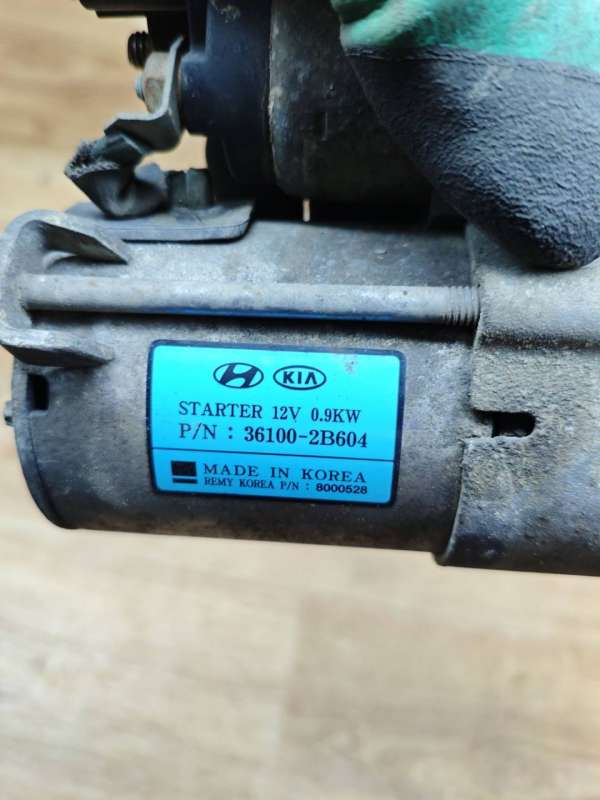 KIA
STARTER 12V 0.9KW
P/N : 36100-2B604
MADE IN KOREA
REMY KOREA P/N : 8000528